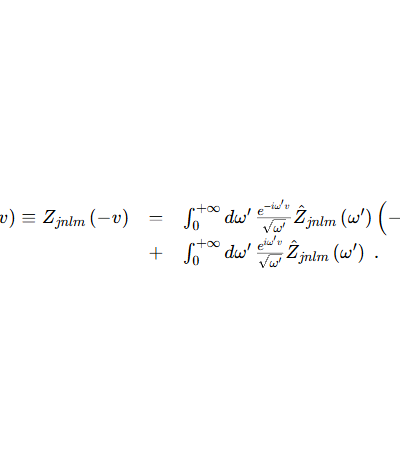 v) ≡ Z_{jnlm} (−v) = ∫_0^{+∞} dω′ \frac{e^{−iω′v}}{\sqrt{ω′}} \hat{Z}_{jnlm} (ω′) (−
+ ∫_0^{+∞} dω′ \frac{e^{iω′v}}{\sqrt{ω′}} \hat{Z}_{jnlm} (ω′) .